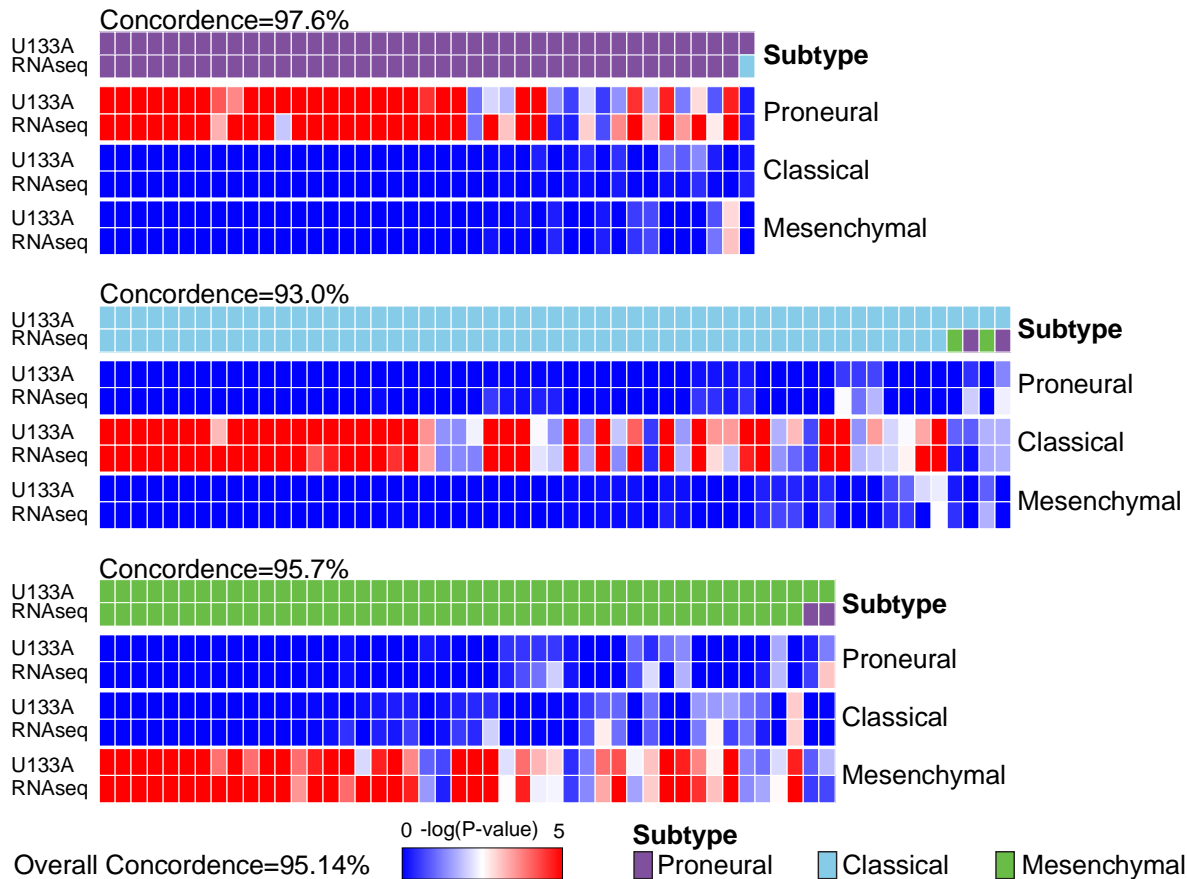 Concordence=97.6%
U133A
RNAseq
Subtype
U133A
RNAseq
Proneural
U133A
RNAseq
Classical
U133A
RNAseq
Mesenchymal
Concordence=93.0%
U133A
RNAseq
Subtype
U133A
RNAseq
Proneural
U133A
RNAseq
Classical
U133A
RNAseq
Mesenchymal
Concordence=95.7%
U133A
RNAseq
Subtype
U133A
RNAseq
Proneural
U133A
RNAseq
Classical
U133A
RNAseq
Mesenchymal
Overall Concordence=95.14%
0 -log(P-value) 5
Subtype
Proneural Classical Mesenchymal